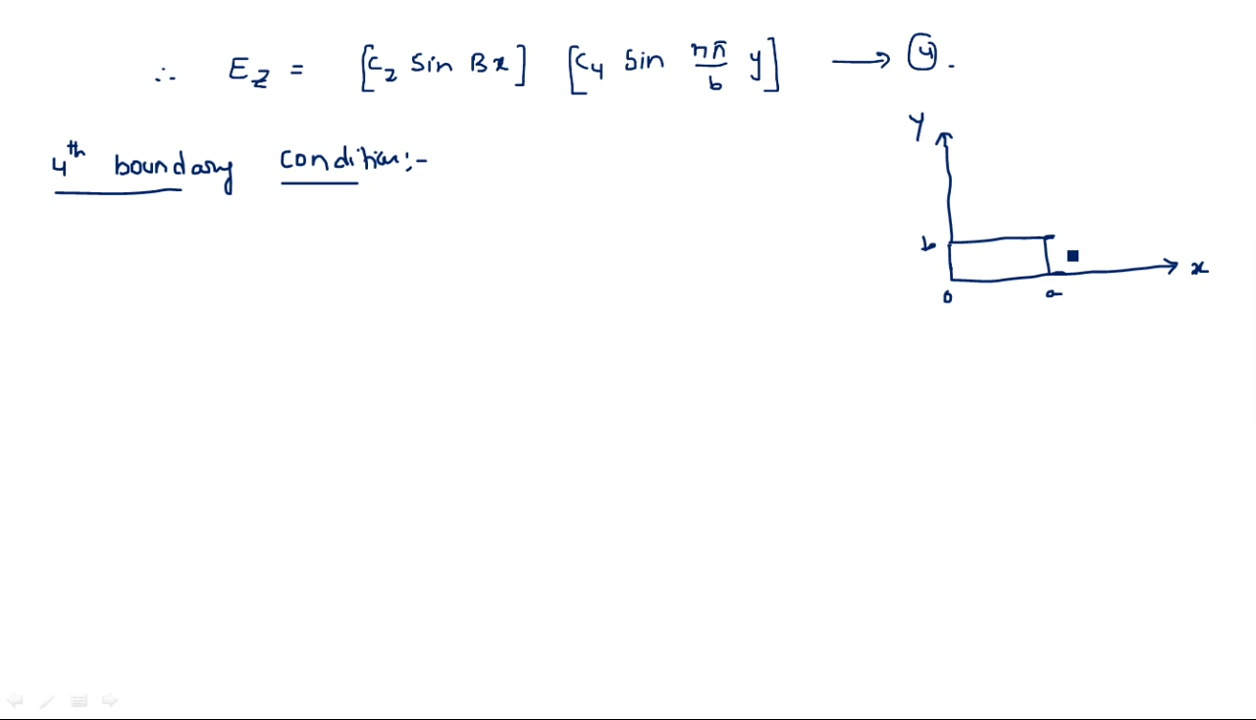 ∴ Ez = [C2 Sin Bx] [C4 Sin nπ/b y] → 4.
4th boundary condition:-
Y
b
x
0
a